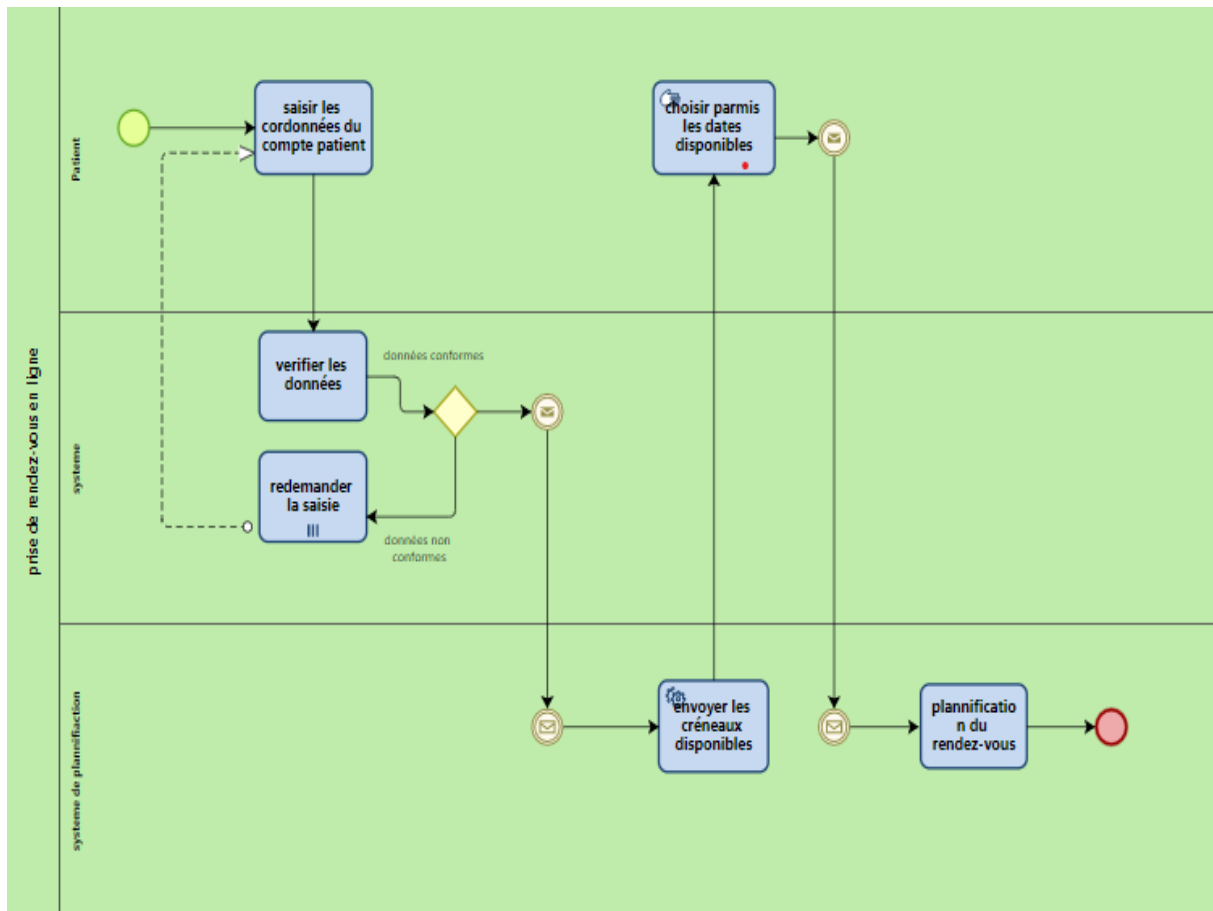 prise de rendez-vous en ligne
Patient
saisir les
cordonnées du
compte patient
choisir parmis
les dates
disponibles
systeme
verifier les
données
données conformes
redemander
la saisie
données non
conformes
systeme de plannifiaction
envoyer les
créneaux
disponibles
plannificatio
n du
rendez-vous